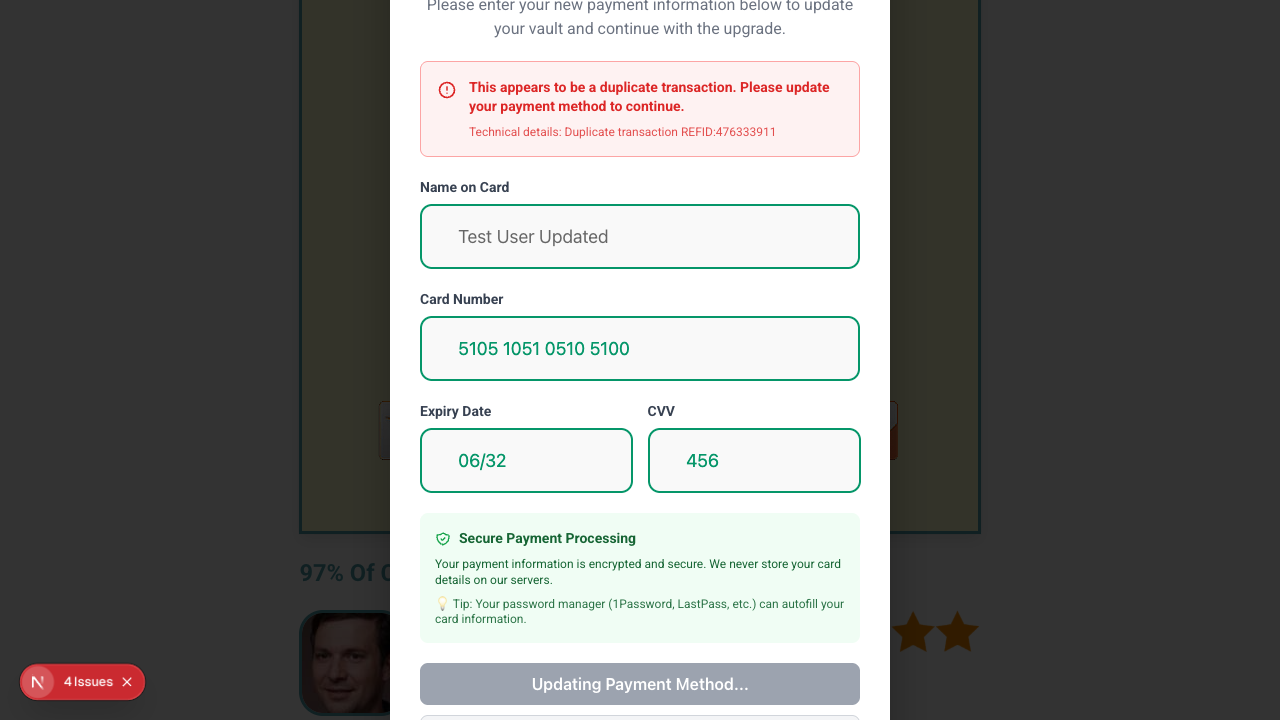 Please enter your new payment information below to update
your vault and continue with the upgrade.
This appears to be a duplicate transaction. Please update
your payment method to continue.
Technical details: Duplicate transaction REFID:476333911
Name on Card
Test User Updated
Card Number
5105 1051 0510 5100
Expiry Date
CVV
06/32
456
Secure Payment Processing
Your payment information is encrypted and secure. We never store your card
details on our servers.
💡 Tip: Your password manager (1Password, LastPass, etc.) can autofill your
card information.
Updating Payment Method...
97% Of
N 4 Issues